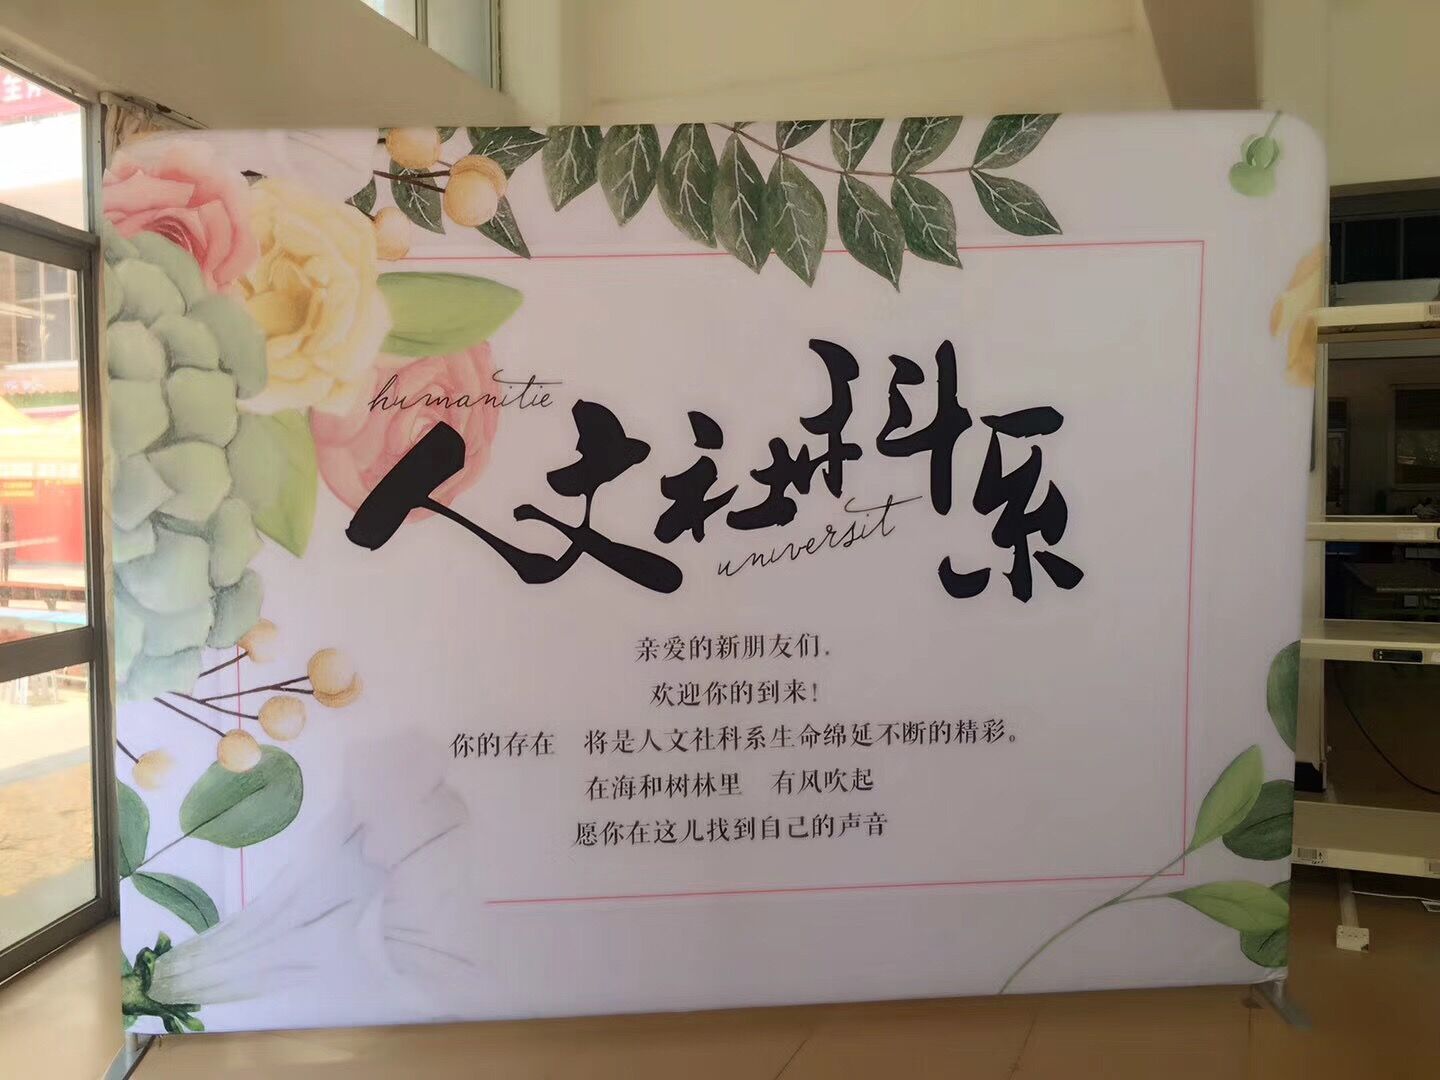 humanitie
人文社科系
universit
亲爱的新朋友们。
欢迎你的到来！
你的存在　将是人文社科系生命绵延不断的精彩。
在海和树林里　有风吹起
愿你在这儿找到自己的声音